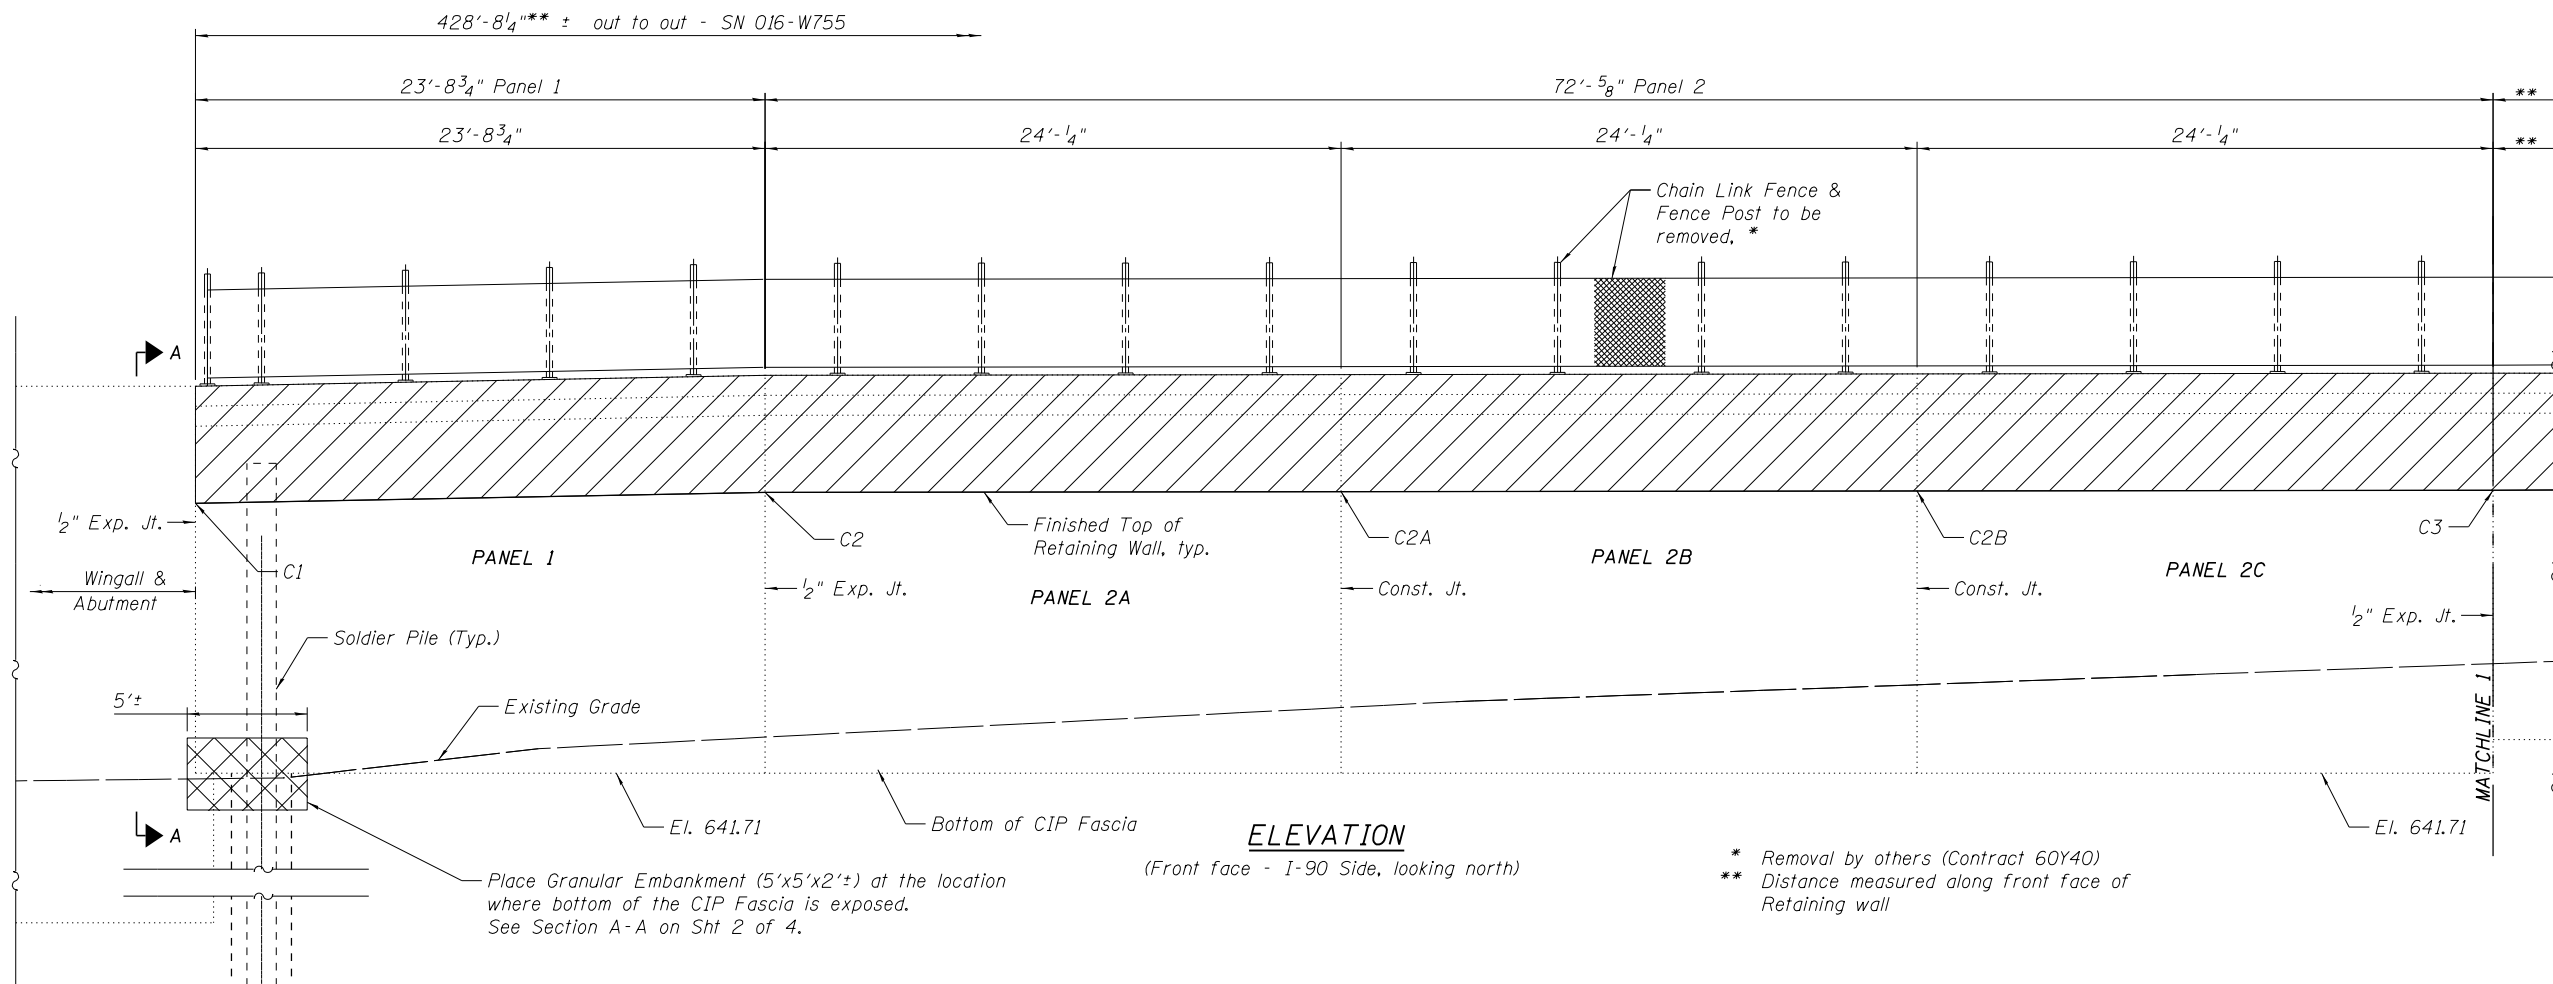 428'-8¼"** ± out to out - SN 016-W755
23'-8¾" Panel 1
72'-⅝" Panel 2
**
23'-8¾"
24'-¼"
24'-¼"
24'-¼"
**
Chain Link Fence &
Fence Post to be
removed, *
A
½" Exp. Jt.
C1
Wingall &
Abutment
PANEL 1
C2
Finished Top of
Retaining Wall, typ.
C2A
PANEL 2B
C2B
C3
PANEL 2C
½" Exp. Jt.
PANEL 2A
Const. Jt.
Const. Jt.
½" Exp. Jt.
Soldier Pile (Typ.)
5'±
Existing Grade
MATCHLINE 1
A
El. 641.71
Bottom of CIP Fascia
El. 641.71
ELEVATION
(Front face - I-90 Side, looking north)
Place Granular Embankment (5'x5'x2'±) at the location
where bottom of the CIP Fascia is exposed.
See Section A-A on Sht 2 of 4.
* Removal by others (Contract 60Y40)
** Distance measured along front face of
Retaining wall